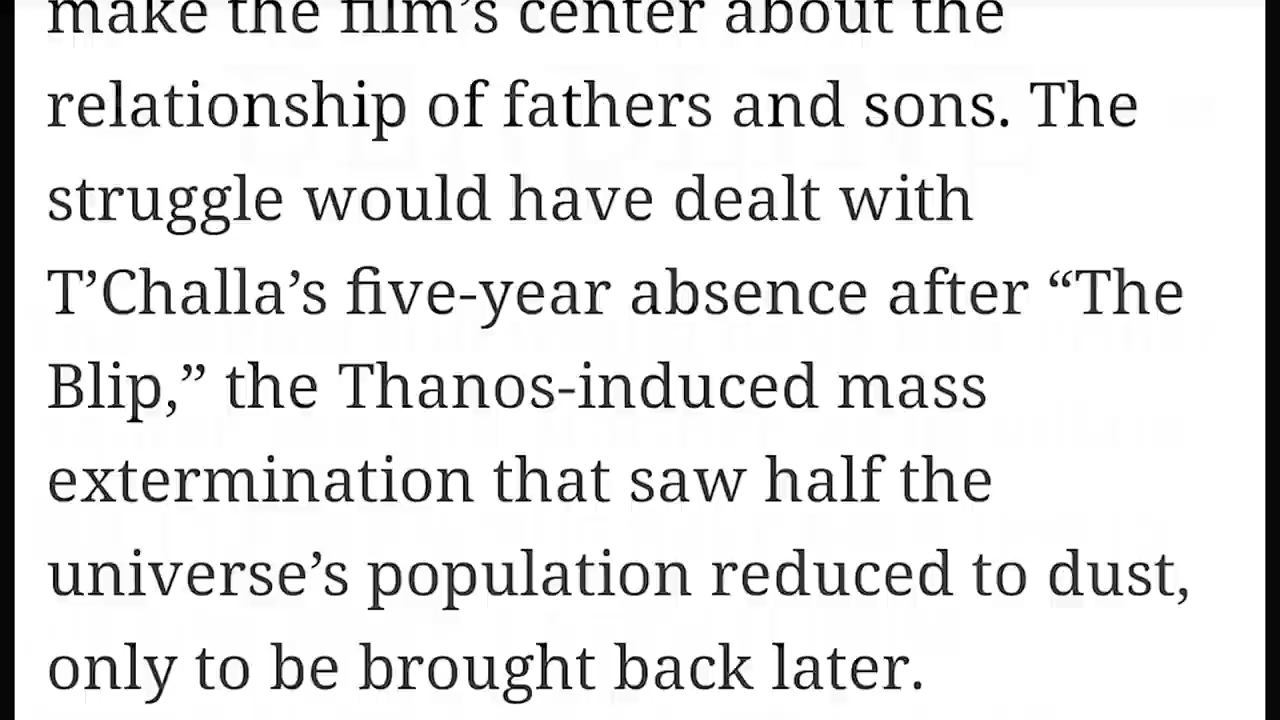 make the film’s center about the
relationship of fathers and sons. The
struggle would have dealt with
T’Challa’s five-year absence after “The
Blip,” the Thanos-induced mass
extermination that saw half the
universe’s population reduced to dust,
only to be brought back later.